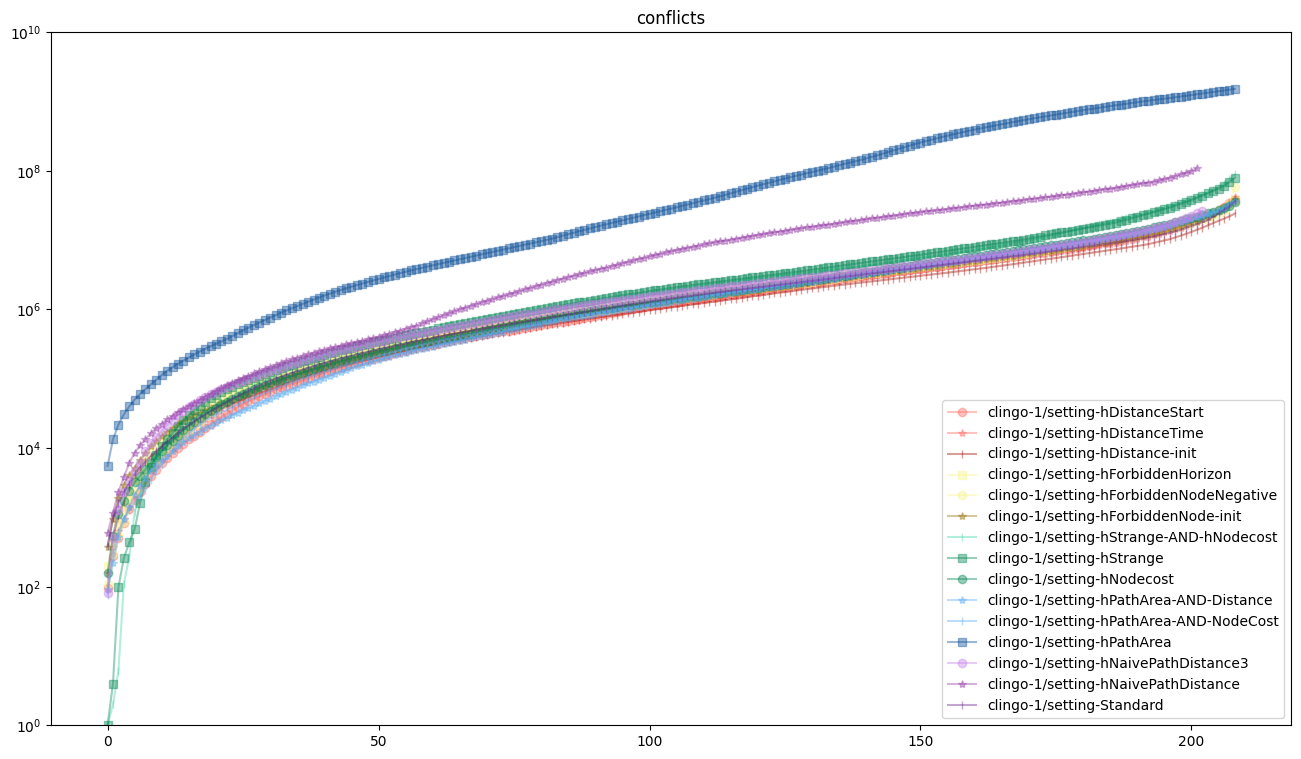 conflicts
10^10
10^8
10^6
10^4
10^2
10^0
0 50 100 150 200
clingo-1/setting-hDistanceStart
clingo-1/setting-hDistanceTime
clingo-1/setting-hDistance-init
clingo-1/setting-hForbiddenHorizon
clingo-1/setting-hForbiddenNodeNegative
clingo-1/setting-hForbiddenNode-init
clingo-1/setting-hStrange-AND-hNodecost
clingo-1/setting-hStrange
clingo-1/setting-hNodecost
clingo-1/setting-hPathArea-AND-Distance
clingo-1/setting-hPathArea-AND-NodeCost
clingo-1/setting-hPathArea
clingo-1/setting-hNaivePathDistance3
clingo-1/setting-hNaivePathDistance
clingo-1/setting-Standard